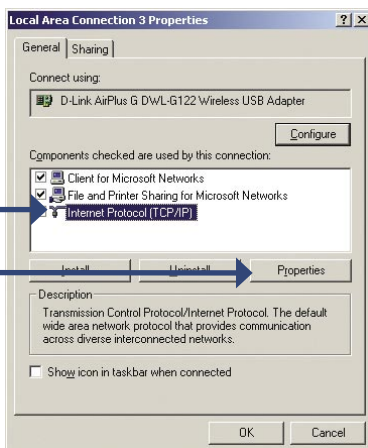 Local Area Connection 3 Properties
General Sharing
Connect using:
D-Link AirPlus G DWL-G122 Wireless USB Adapter
Configure
Components checked are used by this connection:
Client for Microsoft Networks
File and Printer Sharing for Microsoft Networks
Internet Protocol (TCP/IP)
Install Uninstall Properties
Description
Transmission Control Protocol/Internet Protocol. The default
wide area network protocol that provides communication
across diverse interconnected networks.
Show icon in taskbar when connected
OK Cancel